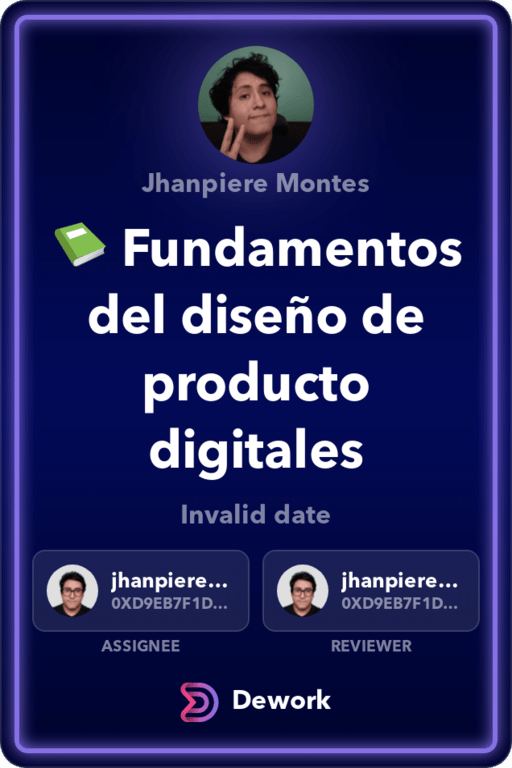 Jhanpiere Montes
📗 Fundamentos
del diseño de
producto
digitales
Invalid date
jhanpiere...
0XD9EB7F1D...
ASSIGNEE
jhanpiere...
0XD9EB7F1D...
REVIEWER
Dework